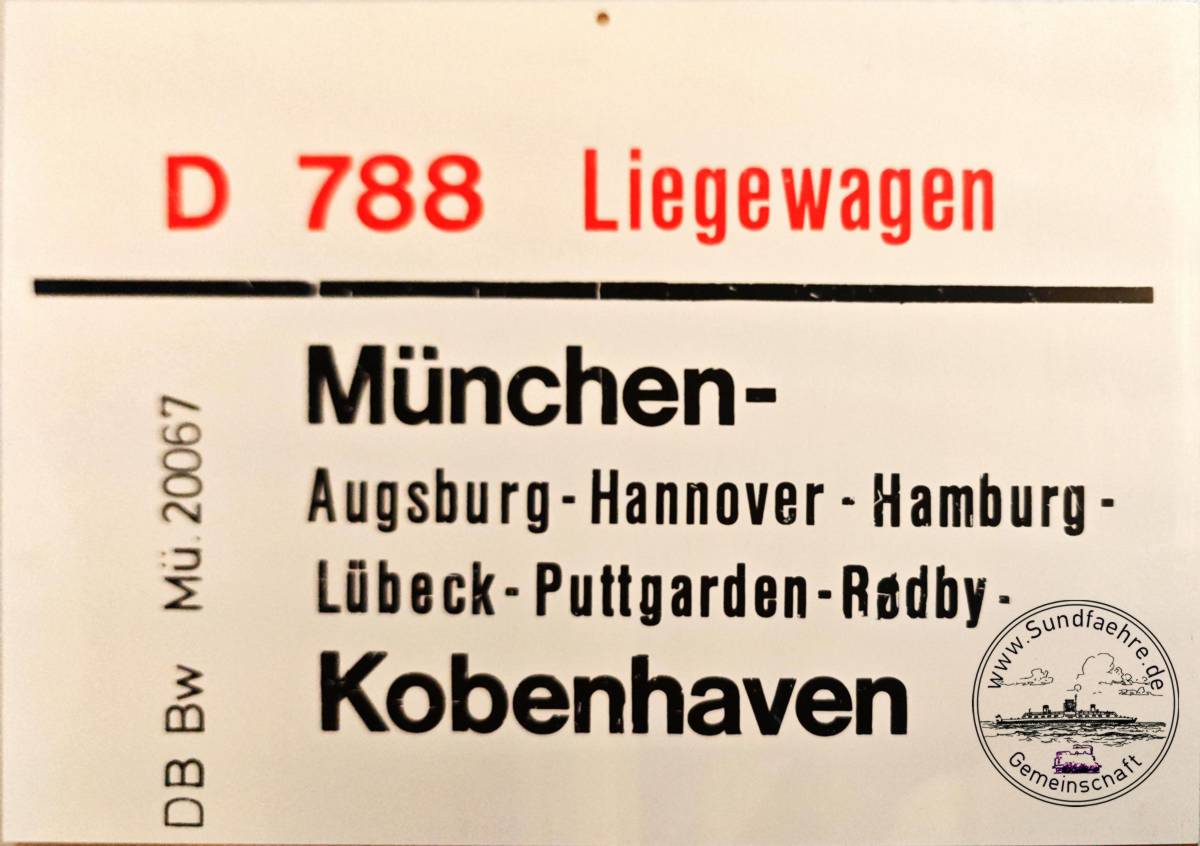 D 788 Liegewagen
München-
Augsburg - Hannover - Hamburg -
Lübeck - Puttgarden - Rødby -
Kobenhaven
DB Bw Mü. 20067
www.Sundfaehre.de
Gemeinschaft